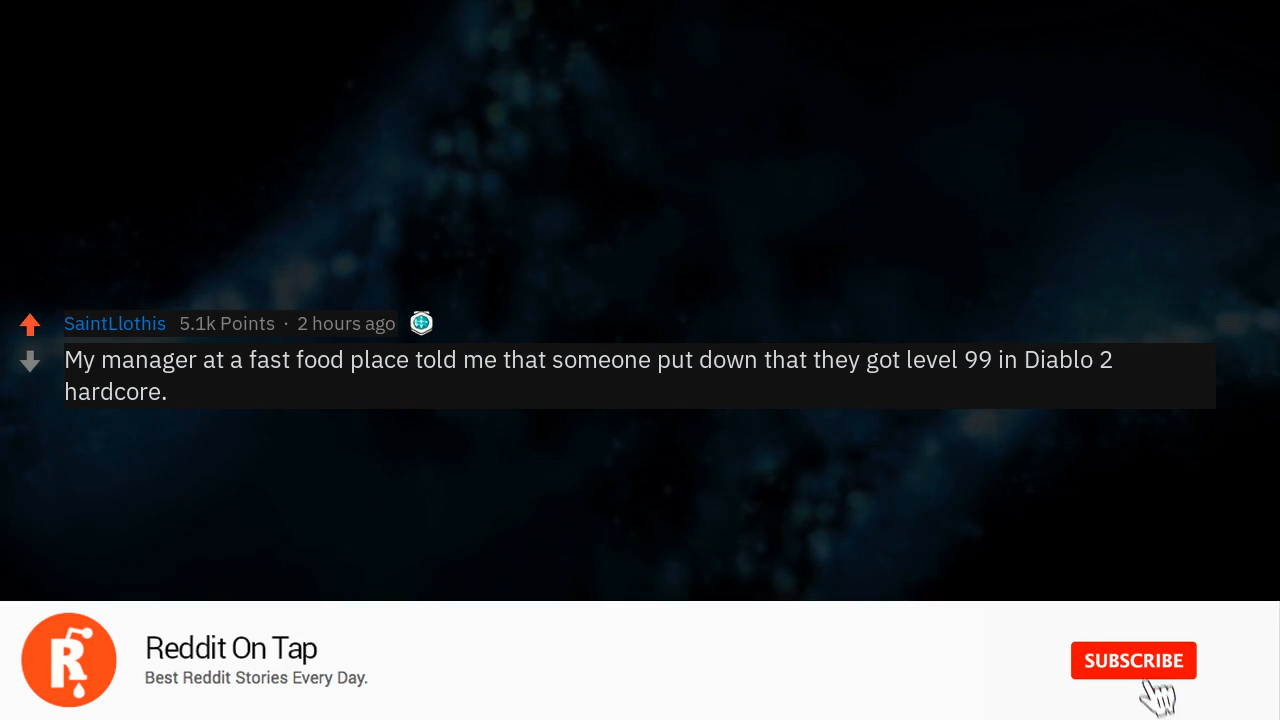 SaintLlothis 5.1k Points · 2 hours ago
My manager at a fast food place told me that someone put down that they got level 99 in Diablo 2
hardcore.
Reddit On Tap
Best Reddit Stories Every Day.
SUBSCRIBE